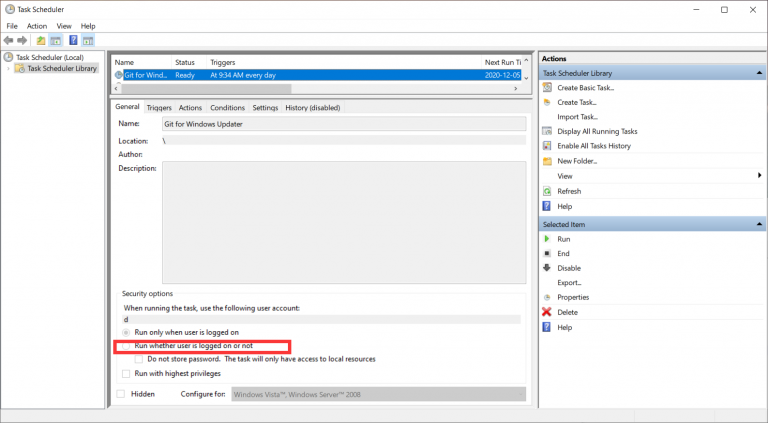 Task Scheduler
File Action View Help
Task Scheduler (Local)
Task Scheduler Library
Name Status Triggers Next Run Ti
Git for Wind... Ready At 9:34 AM every day 2020-12-05
General Triggers Actions Conditions Settings History (disabled)
Name: Git for Windows Updater
Location: \
Author:
Description:
Security options
When running the task, use the following user account:
d
Run only when user is logged on
Run whether user is logged on or not
Do not store password. The task will only have access to local resources
Run with highest privileges
Hidden Configure for: Windows Vista™, Windows Server™ 2008
Actions
Task Scheduler Library
Create Basic Task...
Create Task...
Import Task...
Display All Running Tasks
Enable All Tasks History
New Folder...
View
Refresh
Help
Selected Item
Run
End
Disable
Export...
Properties
Delete
Help